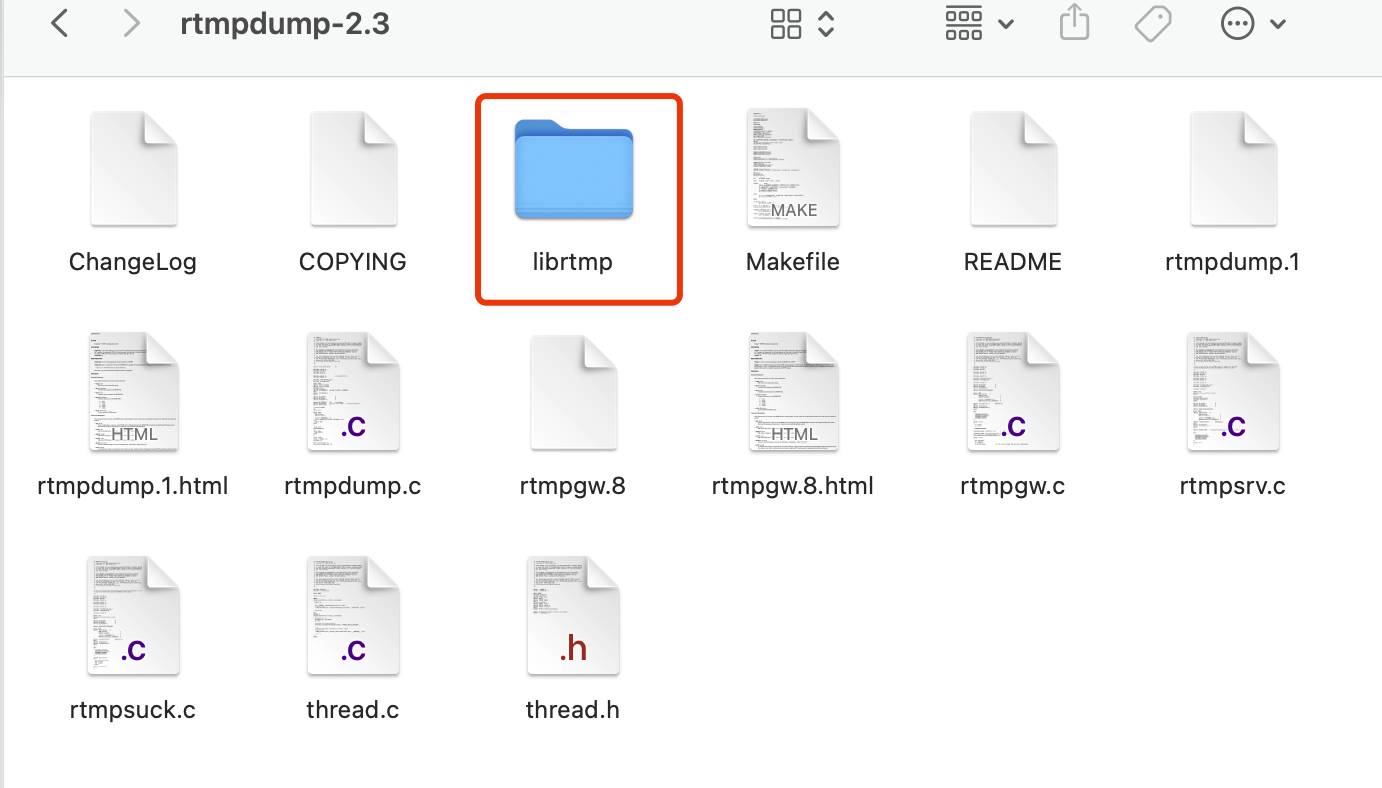 rtmpdump-2.3
ChangeLog
COPYING
librtmp
MAKE
Makefile
README
rtmpdump.1
HTML
rtmpdump.1.html
.c
rtmpdump.c
rtmpgw.8
HTML
rtmpgw.8.html
.c
rtmpgw.c
.c
rtmpsrv.c
.c
rtmpsuck.c
.c
thread.c
.h
thread.h